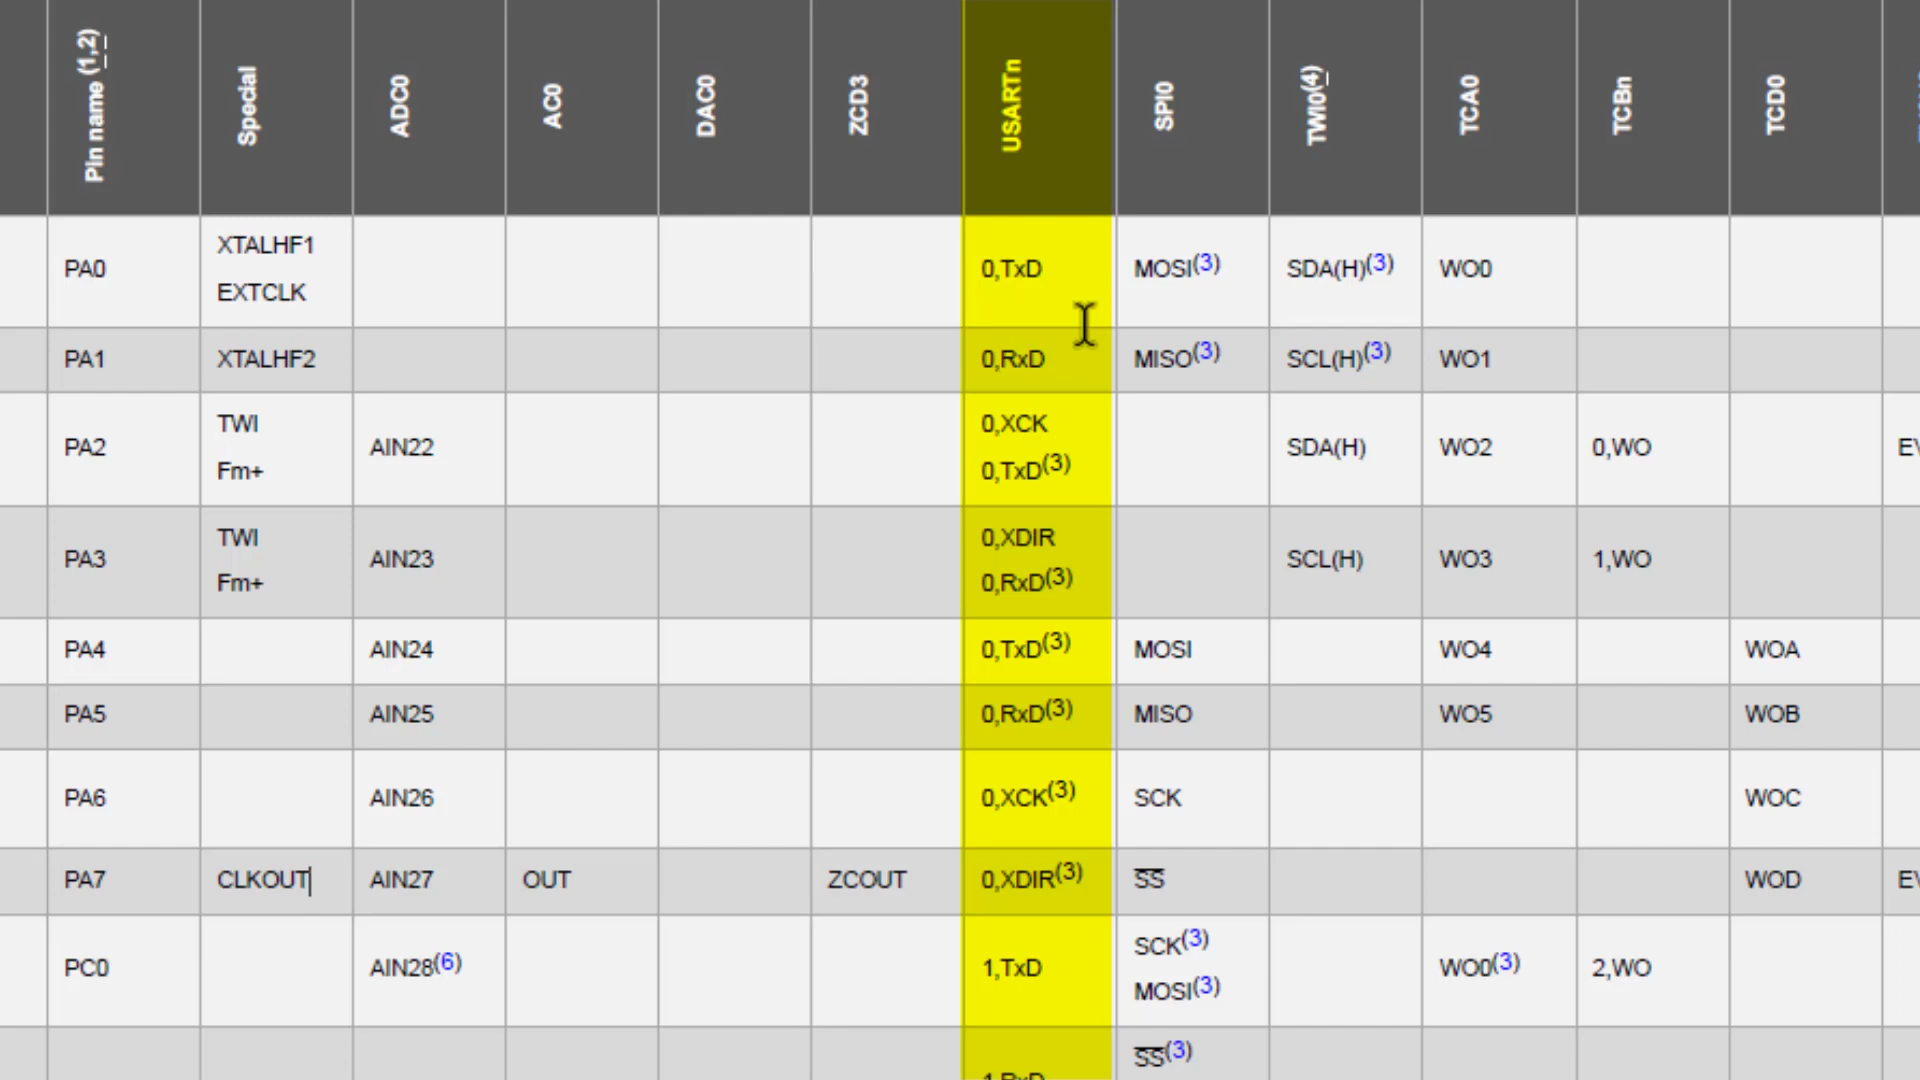 Pin name (1,2) Special ADC0 AC0 DAC0 ZCD3 USARTn SPI0 TWI0(4) TCA0 TCBn TCD0
PA0 XTALHF1 EXTCLK 0,TxD MOSI(3) SDA(H)(3) WO0
PA1 XTALHF2 0,RxD MISO(3) SCL(H)(3) WO1
PA2 TWI Fm+ AIN22 0,XCK 0,TxD(3) SDA(H) WO2 0,WO
PA3 TWI Fm+ AIN23 0,XDIR 0,RxD(3) SCL(H) WO3 1,WO
PA4 AIN24 0,TxD(3) MOSI WO4 WOA
PA5 AIN25 0,RxD(3) MISO WO5 WOB
PA6 AIN26 0,XCK(3) SCK WOC
PA7 CLKOUT AIN27 OUT ZCOUT 0,XDIR(3) SS WOD
PC0 AIN28(6) 1,TxD SCK(3) MOSI(3) WO0(3) 2,WO
1,RxD SS(3)